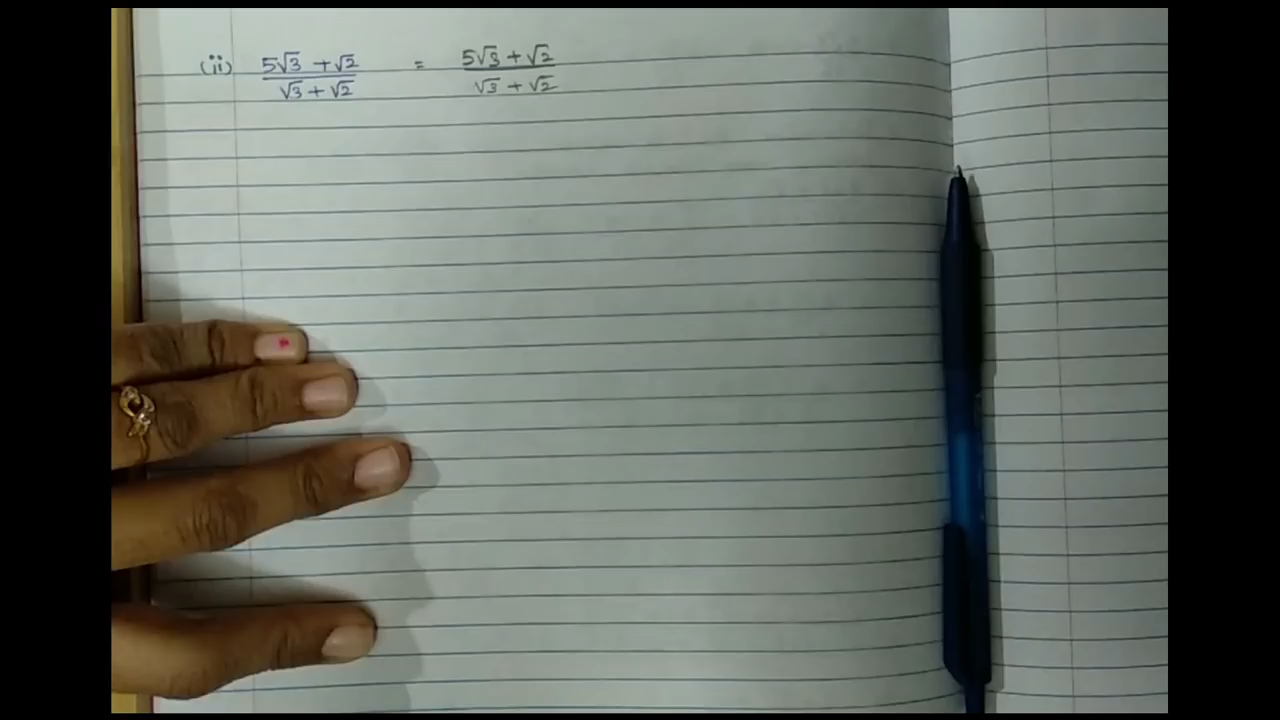 (ii) 5√3 + √2 / √3 + √2 = 5√3 + √2 / √3 + √2